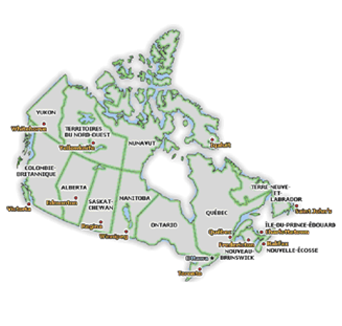 YUKON
Whitehorse
TERRITOIRES
DU NORD-OUEST
Yellowknife
NUNAVUT
Iqaluit
COLOMBIE-
BRITANNIQUE
ALBERTA
Edmonton
SASKAT-
CHEWAN
MANITOBA
Victoria
Regina
Winnipeg
ONTARIO
QUÉBEC
TERRE-NEUVE-
ET-
LABRADOR
Saint John's
ÎLE-DU-PRINCE-ÉDOUARD
Charlottetown
Québec
Fredericton
Halifax
NOUVEAU-
BRUNSWICK
NOUVELLE-ÉCOSSE
Ottawa
Toronto